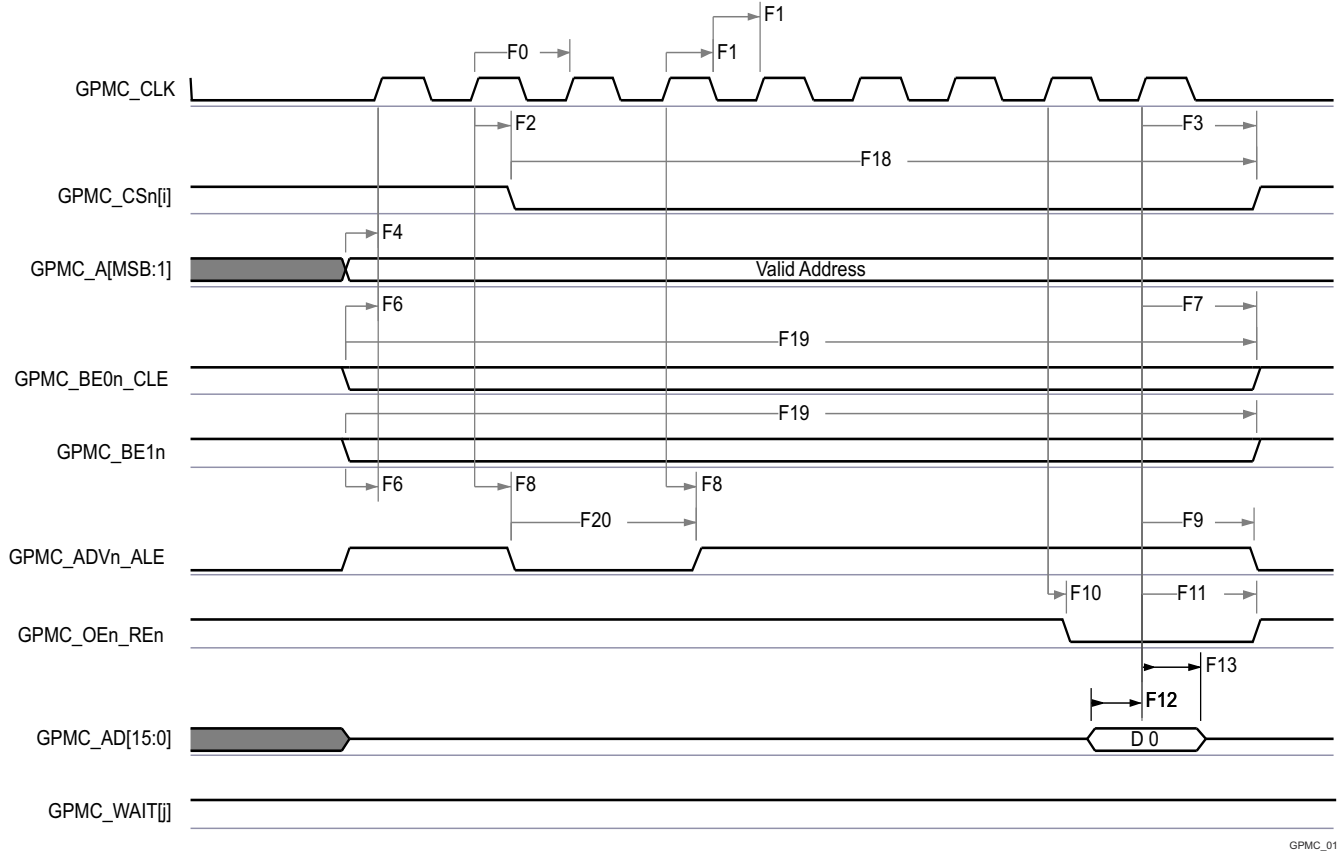 F1
F0
F1
GPMC_CLK
F2
F3
F18
GPMC_CSn[i]
F4
GPMC_A[MSB:1]
Valid Address
F6
F7
F19
GPMC_BE0n_CLE
F19
GPMC_BE1n
F6
F8
F8
F20
F9
GPMC_ADVn_ALE
F10
F11
GPMC_OEn_REn
F13
F12
GPMC_AD[15:0]
D 0
GPMC_WAIT[j]
GPMC_01